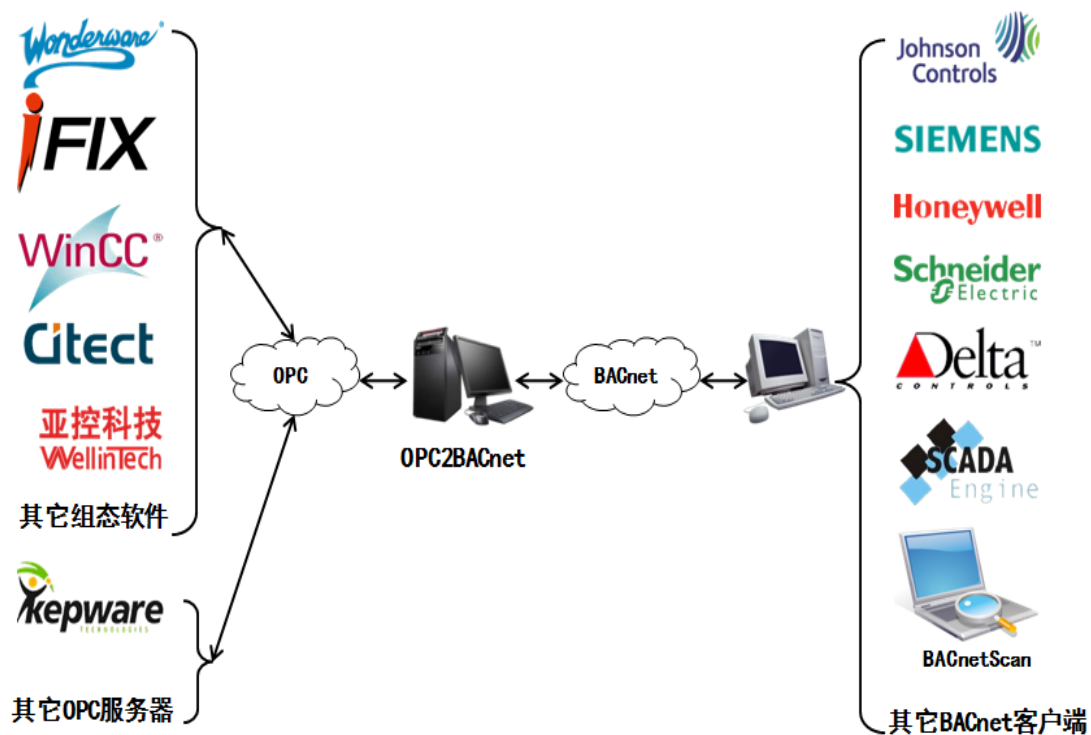 Wonderware®
iFIX
WinCC®
Citect
亚控科技
WellinTech
其它组态软件
kepware
TECHNOLOGIES
其它OPC服务器
OPC
OPC2BACnet
BACnet
Johnson
Controls
SIEMENS
Honeywell
Schneider
Electric
Delta™
CONTROLS
SCADA
Engine
BACnetScan
其它BACnet客户端